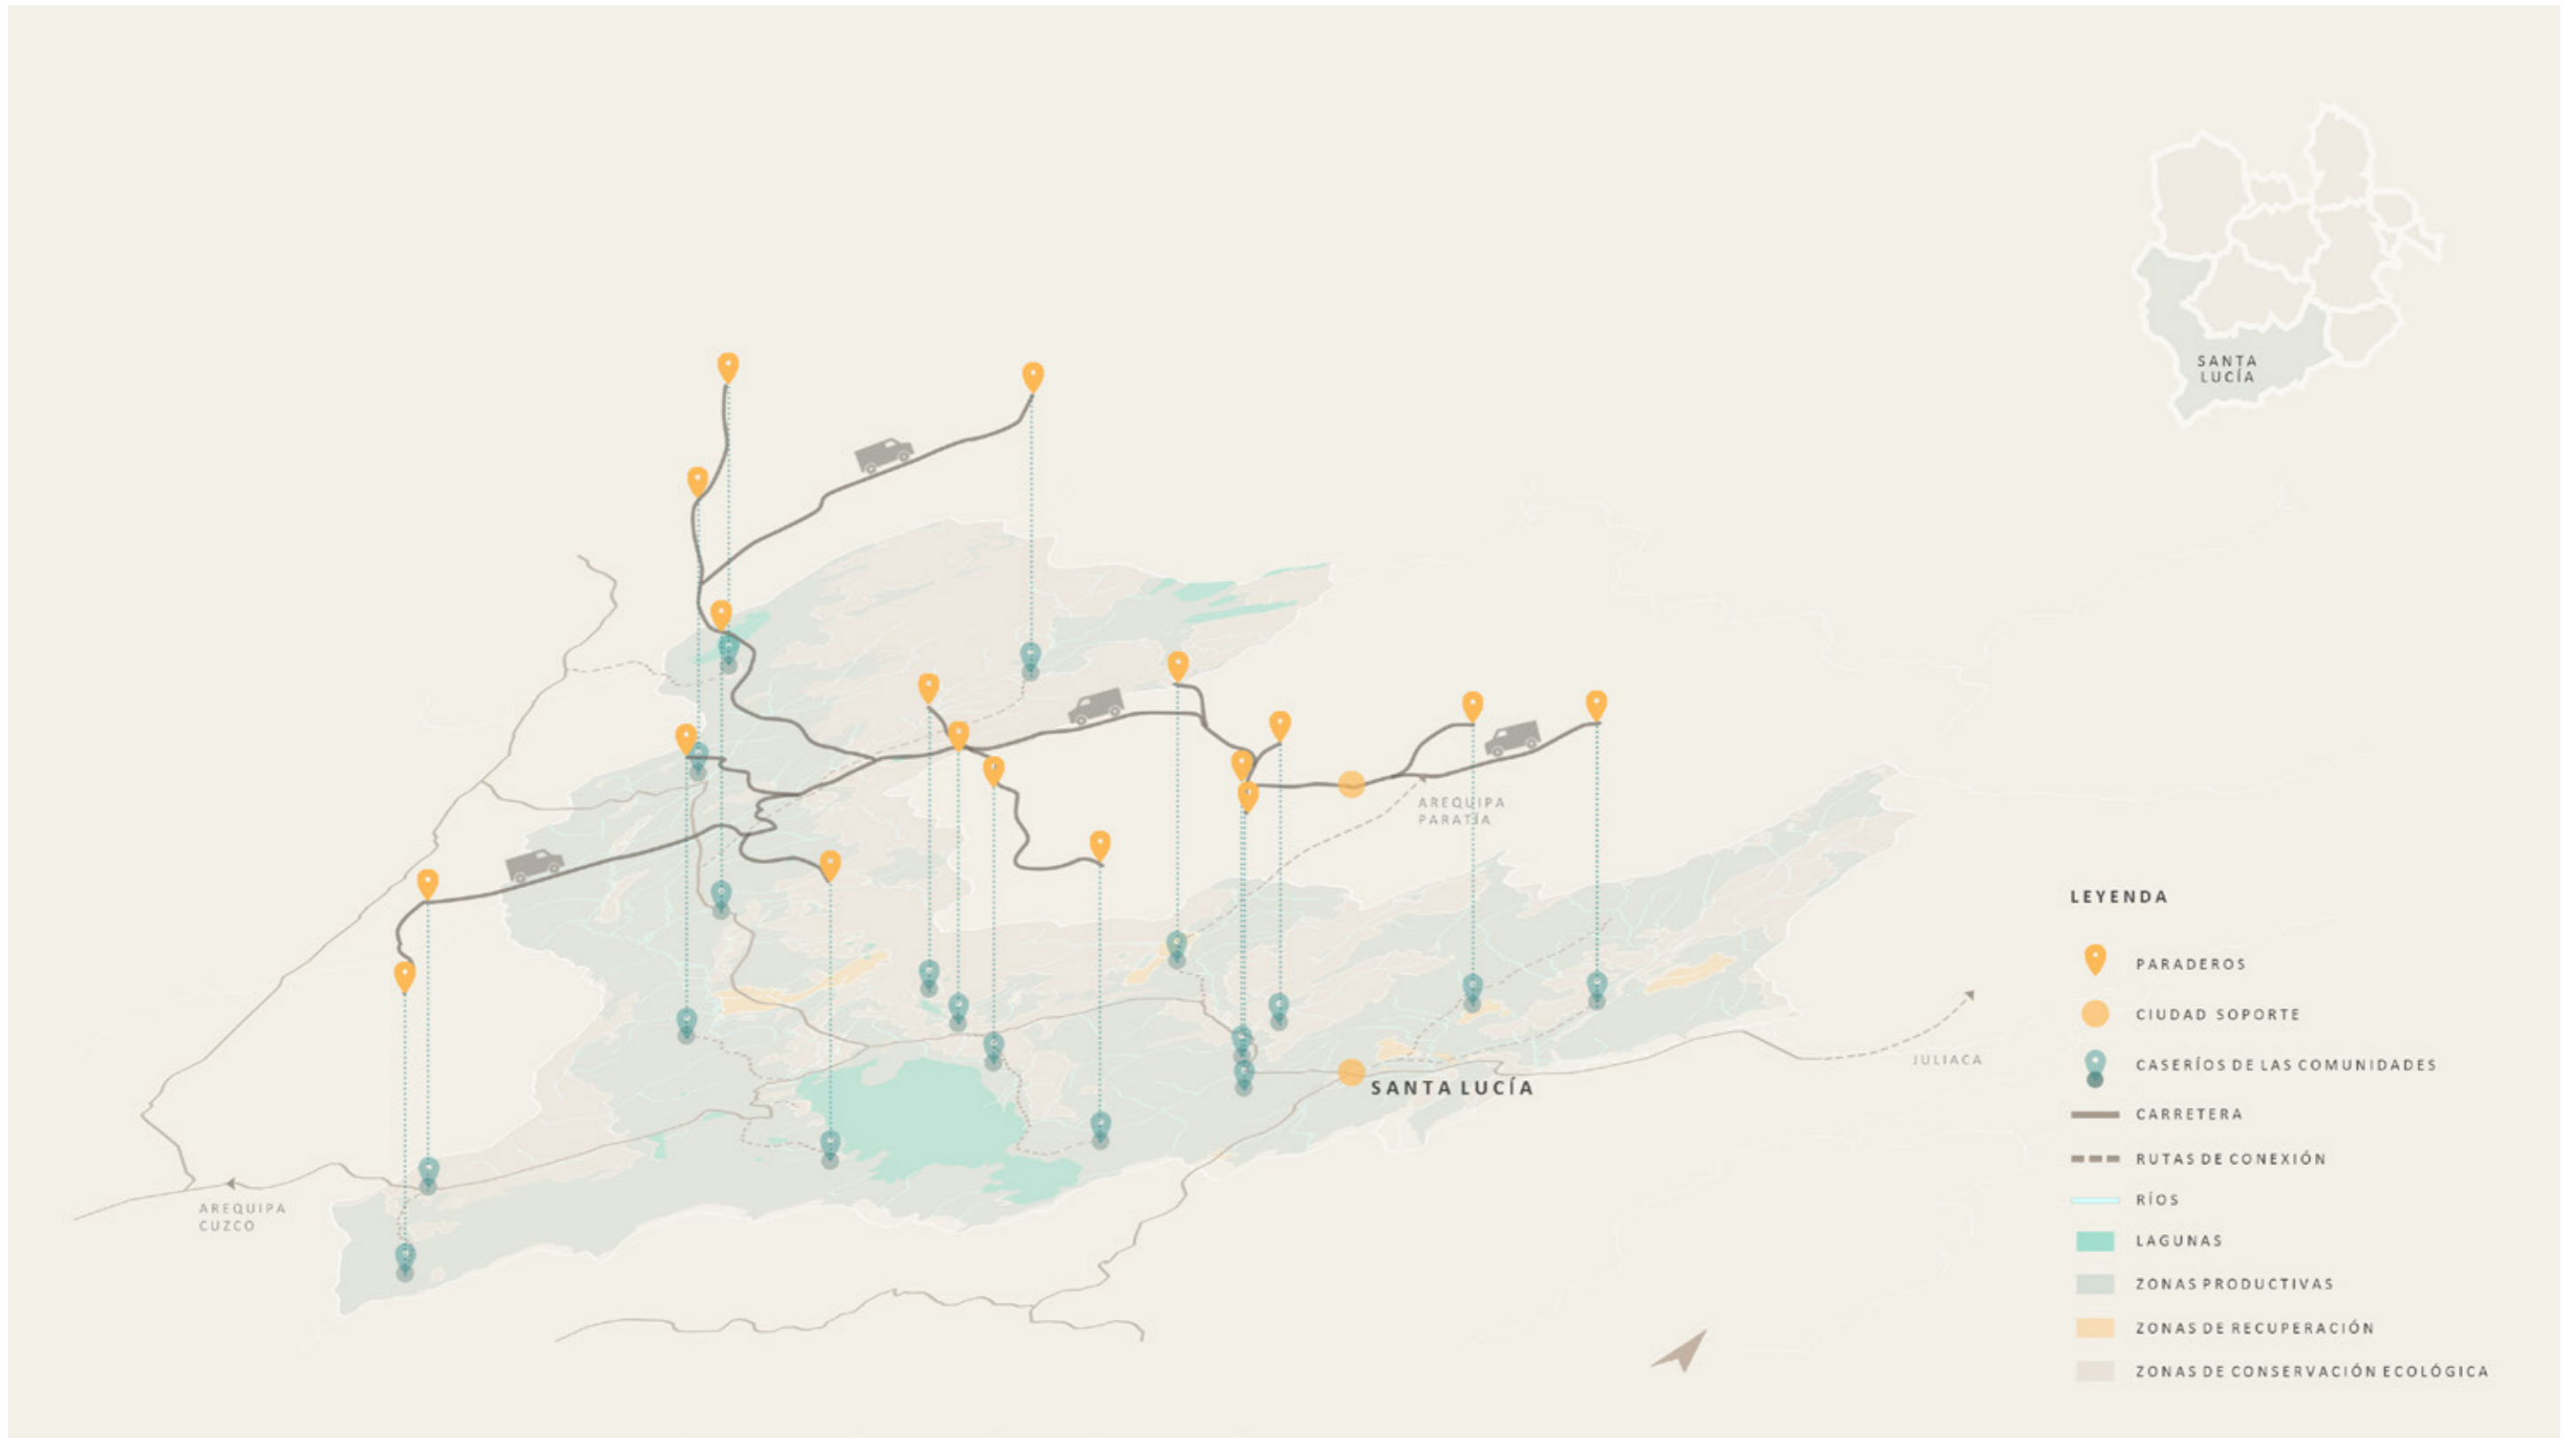 SANTA
LUCÍA
AREQUIPA
PARATÍA
SANTA LUCÍA
JULIACA
AREQUIPA
CUZCO
LEYENDA
PARADEROS
CIUDAD SOPORTE
CASERÍOS DE LAS COMUNIDADES
CARRETERA
RUTAS DE CONEXIÓN
RÍOS
LAGUNAS
ZONAS PRODUCTIVAS
ZONAS DE RECUPERACIÓN
ZONAS DE CONSERVACIÓN ECOLÓGICA